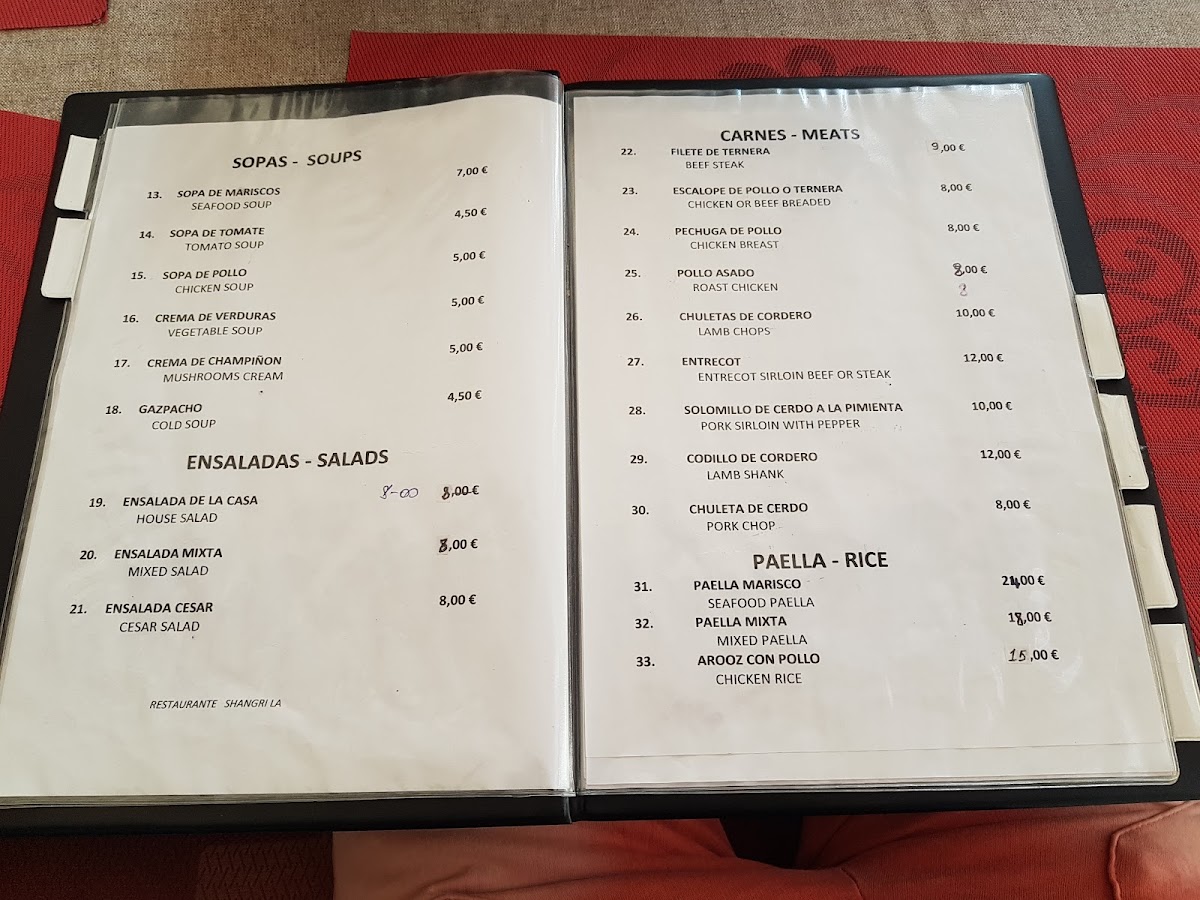 SOPAS - SOUPS
13. SOPA DE MARISCOS 7,00 €
SEAFOOD SOUP
14. SOPA DE TOMATE 4,50 €
TOMATO SOUP
15. SOPA DE POLLO 5,00 €
CHICKEN SOUP
16. CREMA DE VERDURAS 5,00 €
VEGETABLE SOUP
17. CREMA DE CHAMPIÑON 5,00 €
MUSHROOMS CREAM
18. GAZPACHO 4,50 €
COLD SOUP
ENSALADAS - SALADS
19. ENSALADA DE LA CASA 8-00 8,00 €
HOUSE SALAD
20. ENSALADA MIXTA 8,00 €
MIXED SALAD
21. ENSALADA CESAR 8,00 €
CESAR SALAD
RESTAURANTE SHANGRI LA
CARNES - MEATS
22. FILETE DE TERNERA 9,00 €
BEEF STEAK
23. ESCALOPE DE POLLO O TERNERA 8,00 €
CHICKEN OR BEEF BREADED
24. PECHUGA DE POLLO 8,00 €
CHICKEN BREAST
25. POLLO ASADO 8,00 €
ROAST CHICKEN 8
26. CHULETAS DE CORDERO 10,00 €
LAMB CHOPS
27. ENTRECOT 12,00 €
ENTRECOT SIRLOIN BEEF OR STEAK
28. SOLOMILLO DE CERDO A LA PIMIENTA 10,00 €
PORK SIRLOIN WITH PEPPER
29. CODILLO DE CORDERO 12,00 €
LAMB SHANK
30. CHULETA DE CERDO 8,00 €
PORK CHOP
PAELLA - RICE
31. PAELLA MARISCO
SEAFOOD PAELLA
32. PAELLA MIXTA 18,00 €
MIXED PAELLA
33. AROOZ CON POLLO 15,00 €
CHICKEN RICE